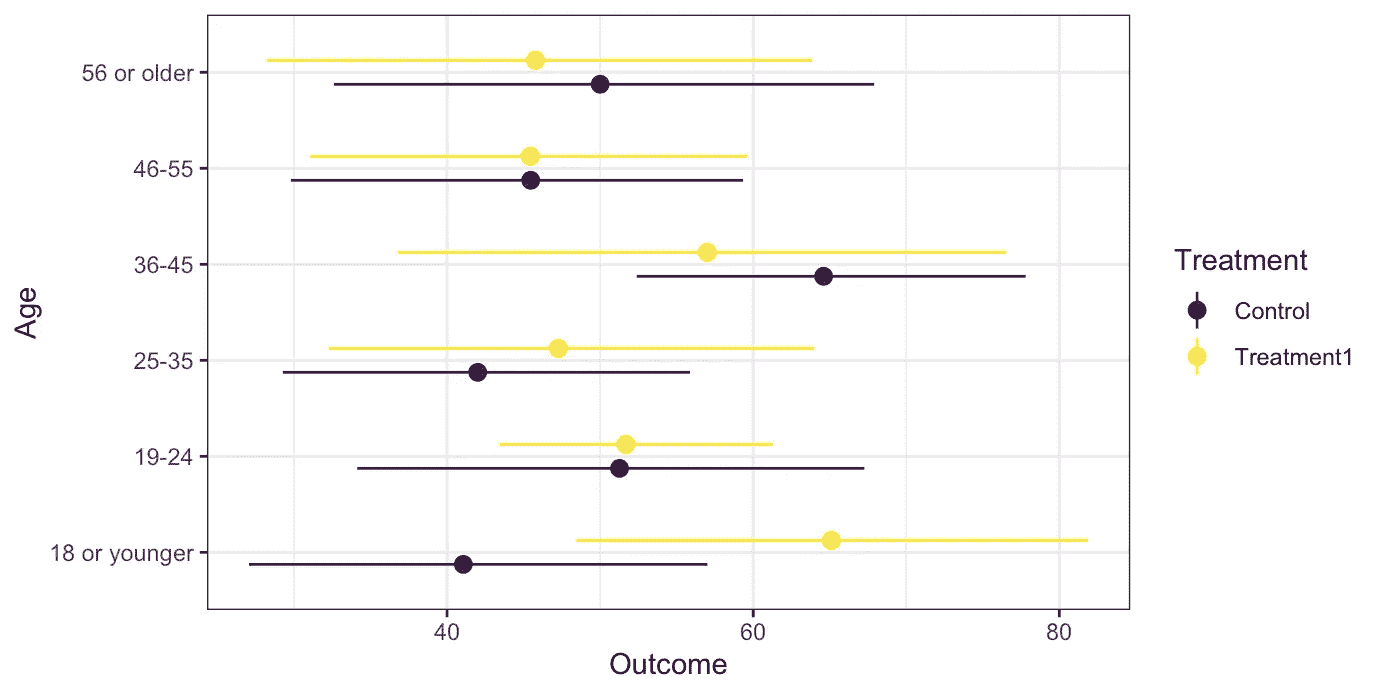 56 or older
46-55
36-45
25-35
19-24
18 or younger
Age
40 60 80
Outcome
Treatment
Control
Treatment1